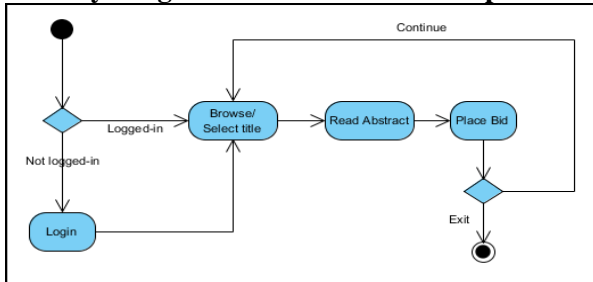 Continue
Browse/
Select title
Read Abstract
Place Bid
Logged-in
Not logged-in
Login
Exit